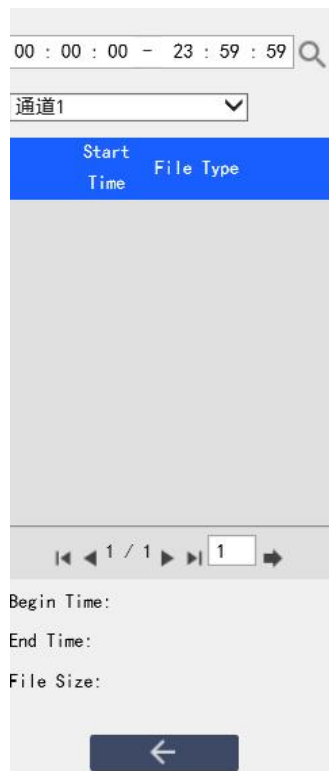 00 : 00 : 00 - 23 : 59 : 59
通道1
Start
Time
File Type
1 / 1
1
Begin Time:
End Time:
File Size: